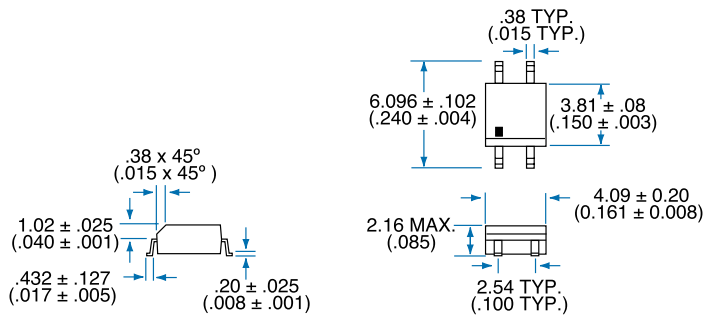 .38 TYP.
(.015 TYP.)
6.096 ± .102
(.240 ± .004)
3.81 ± .08
(.150 ± .003)
.38 x 45º
(.015 x 45º )
1.02 ± .025
(.040 ± .001)
.432 ± .127
(.017 ± .005)
.20 ± .025
(.008 ± .001)
4.09 ± 0.20
(0.161 ± 0.008)
2.16 MAX.
(.085)
2.54 TYP.
(.100 TYP.)